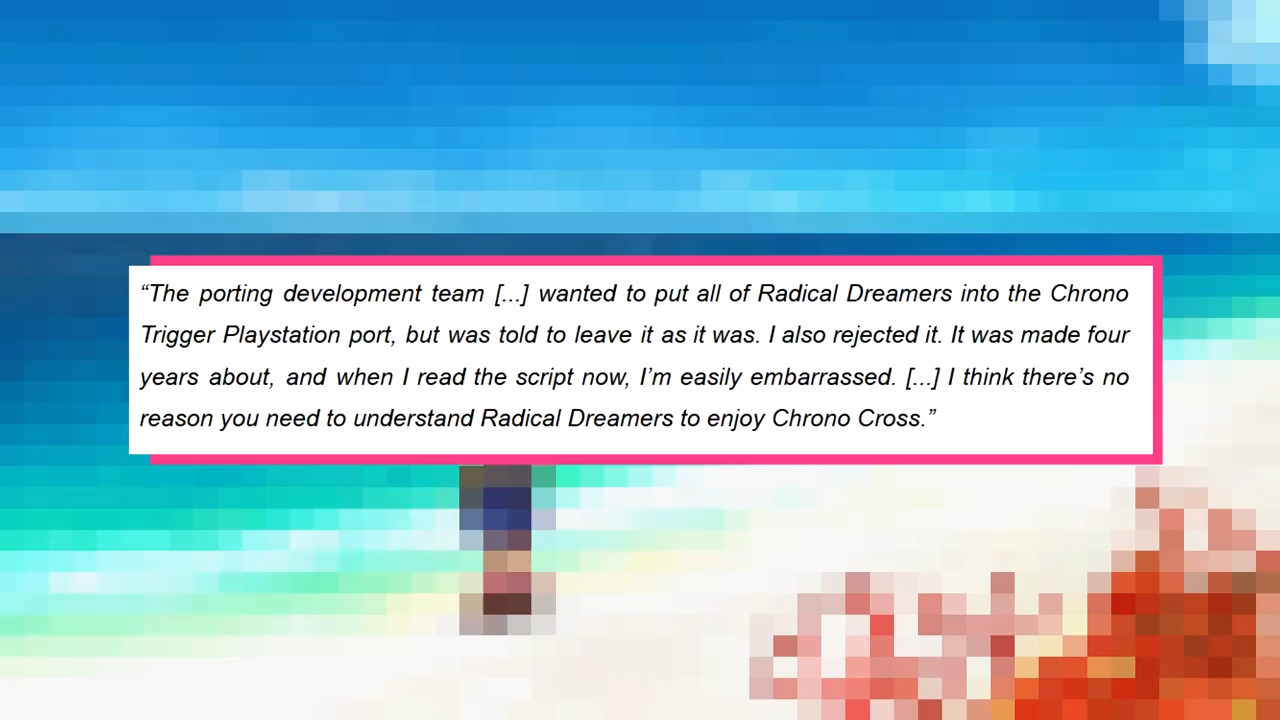 “The porting development team [...] wanted to put all of Radical Dreamers into the Chrono
Trigger Playstation port, but was told to leave it as it was. I also rejected it. It was made four
years about, and when I read the script now, I’m easily embarrassed. [...] I think there’s no
reason you need to understand Radical Dreamers to enjoy Chrono Cross.”